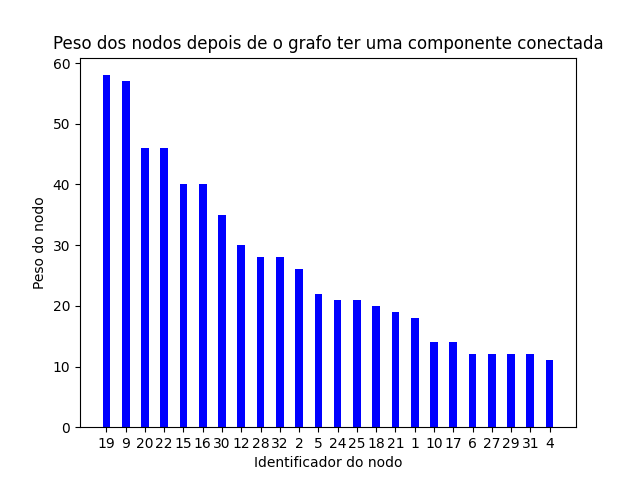 Peso dos nodos depois de o grafo ter uma componente conectada
60
50
40
30
20
10
0
Peso do nodo
19 9 20 22 15 16 30 12 28 32 2 5 24 25 18 21 1 10 17 6 27 29 31 4
Identificador do nodo